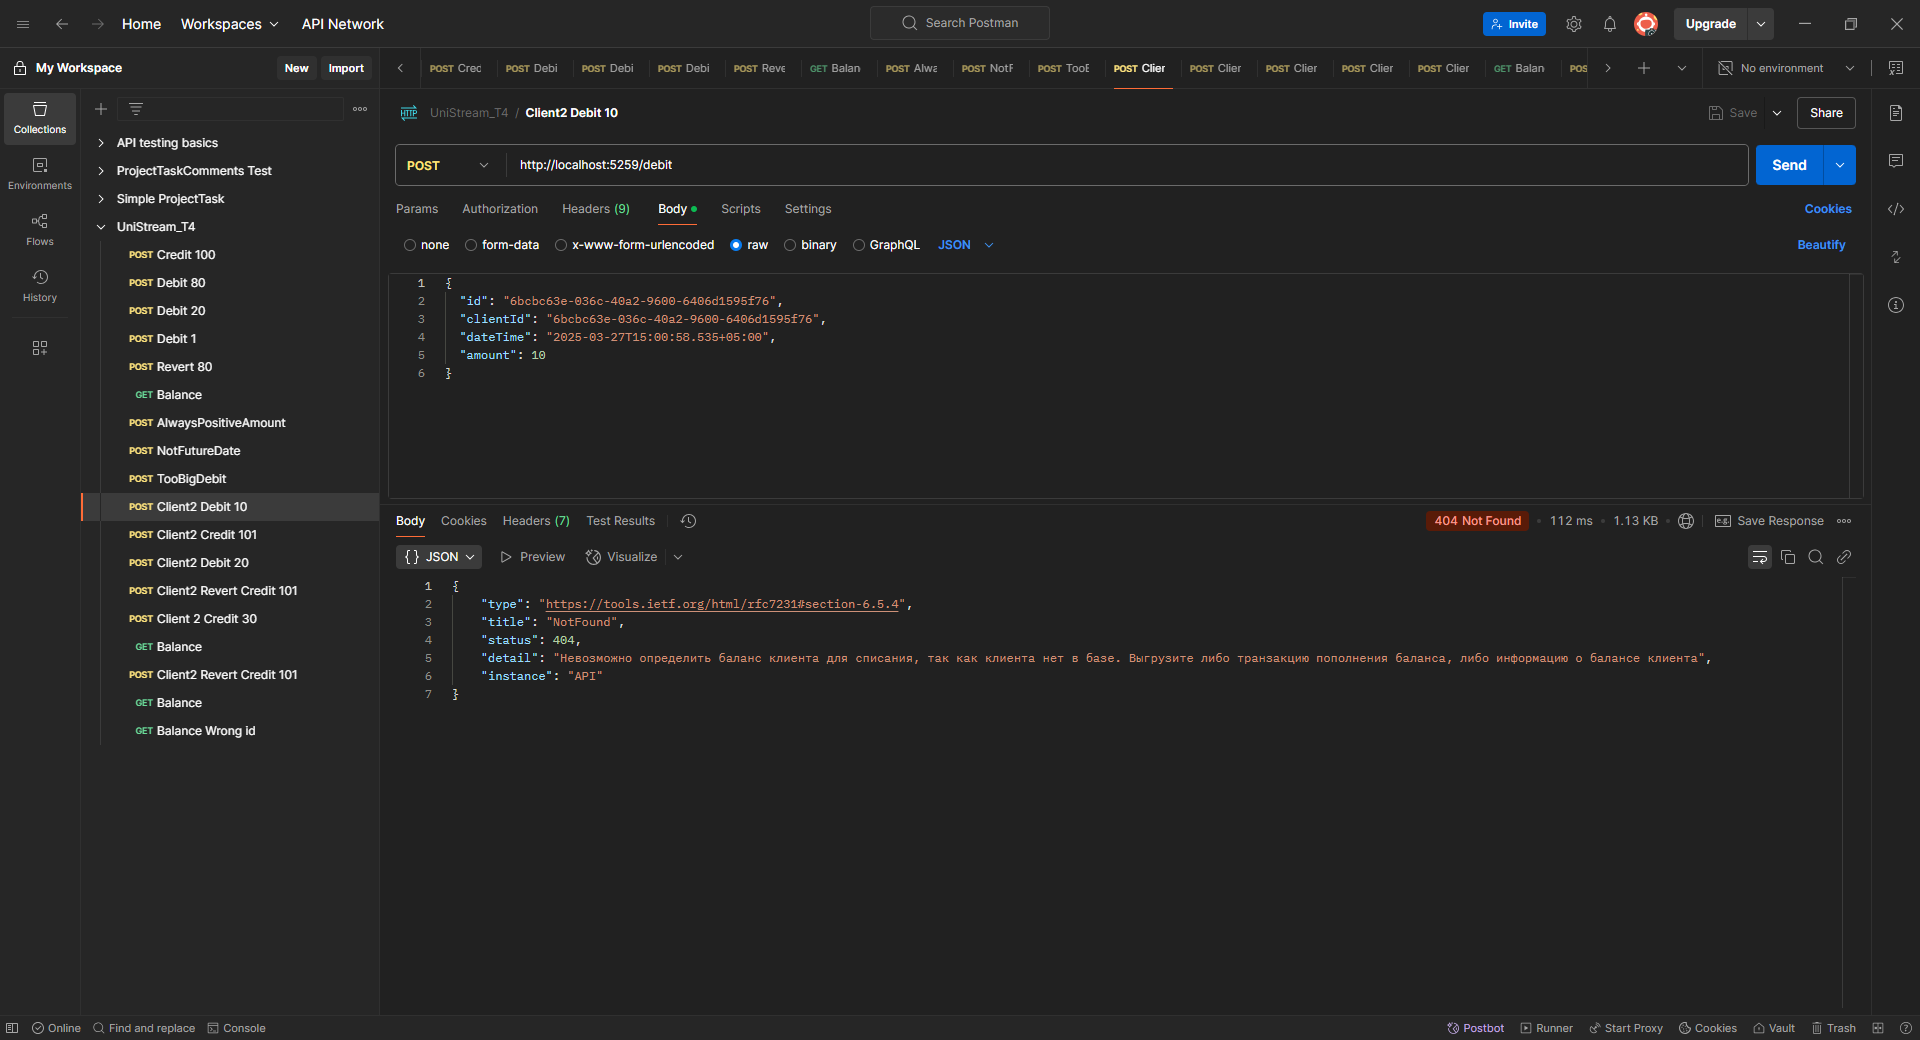 Home Workspaces API Network Search Postman Invite Upgrade
My Workspace New Import
POST Cred POST Debi POST Debi POST Debi POST Reve GET Balan POST Alwa POST NotF POST TooE POST Clier POST Clier POST Clier POST Clier POST Clier GET Balan POS No environment
Collections
Environments
Flows
History
API testing basics
ProjectTaskComments Test
Simple ProjectTask
UniStream_T4
POST Credit 100
POST Debit 80
POST Debit 20
POST Debit 1
POST Revert 80
GET Balance
POST AlwaysPositiveAmount
POST NotFutureDate
POST TooBigDebit
POST Client2 Debit 10
POST Client2 Credit 101
POST Client2 Debit 20
POST Client2 Revert Credit 101
POST Client 2 Credit 30
GET Balance
POST Client2 Revert Credit 101
GET Balance
GET Balance Wrong id
HTTP UniStream_T4 / Client2 Debit 10 Save Share
POST http://localhost:5259/debit Send
Params Authorization Headers (9) Body Scripts Settings Cookies
none form-data x-www-form-urlencoded raw binary GraphQL JSON Beautify
1 {
2 "id": "6bcbc63e-036c-40a2-9600-6406d1595f76",
3 "clientId": "6bcbc63e-036c-40a2-9600-6406d1595f76",
4 "dateTime": "2025-03-27T15:00:58.535+05:00",
5 "amount": 10
6 }
Body Cookies Headers (7) Test Results 404 Not Found • 112 ms • 1.13 KB • e.g. Save Response
{} JSON Preview Visualize
1 {
2 "type": "https://tools.ietf.org/html/rfc7231#section-6.5.4",
3 "title": "NotFound",
4 "status": 404,
5 "detail": "Невозможно определить баланс клиента для списания, так как клиента нет в базе. Выгрузите либо транзакцию пополнения баланса, либо информацию о балансе клиента",
6 "instance": "API"
7 }
Online Find and replace Console Postbot Runner Start Proxy Cookies Vault Trash